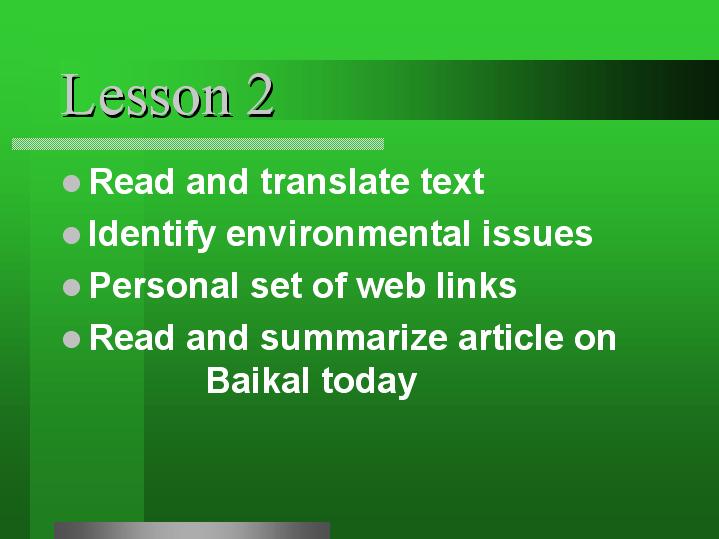 Lesson 2
Read and translate text
Identify environmental issues
Personal set of web links
Read and summarize article on
Baikal today